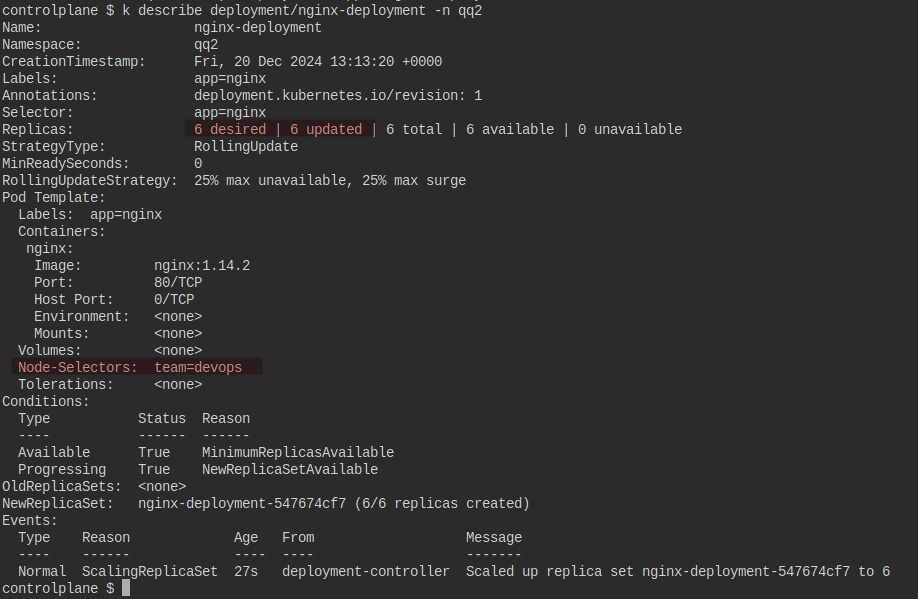 controlplane $ k describe deployment/nginx-deployment -n qq2
Name:                   nginx-deployment
Namespace:              qq2
CreationTimestamp:      Fri, 20 Dec 2024 13:13:20 +0000
Labels:                 app=nginx
Annotations:            deployment.kubernetes.io/revision: 1
Selector:               app=nginx
Replicas:               6 desired | 6 updated | 6 total | 6 available | 0 unavailable
StrategyType:           RollingUpdate
MinReadySeconds:        0
RollingUpdateStrategy:  25% max unavailable, 25% max surge
Pod Template:
  Labels:  app=nginx
  Containers:
   nginx:
    Image:         nginx:1.14.2
    Port:          80/TCP
    Host Port:     0/TCP
    Environment:   <none>
    Mounts:        <none>
  Volumes:         <none>
  Node-Selectors:  team=devops
  Tolerations:     <none>
Conditions:
  Type           Status  Reason
  ----           ------  ------
  Available      True    MinimumReplicasAvailable
  Progressing    True    NewReplicaSetAvailable
OldReplicaSets:  <none>
NewReplicaSet:   nginx-deployment-547674cf7 (6/6 replicas created)
Events:
  Type    Reason             Age   From                   Message
  ----    ------             ----  ----                   -------
  Normal  ScalingReplicaSet  27s   deployment-controller  Scaled up replica set nginx-deployment-547674cf7 to 6
controlplane $